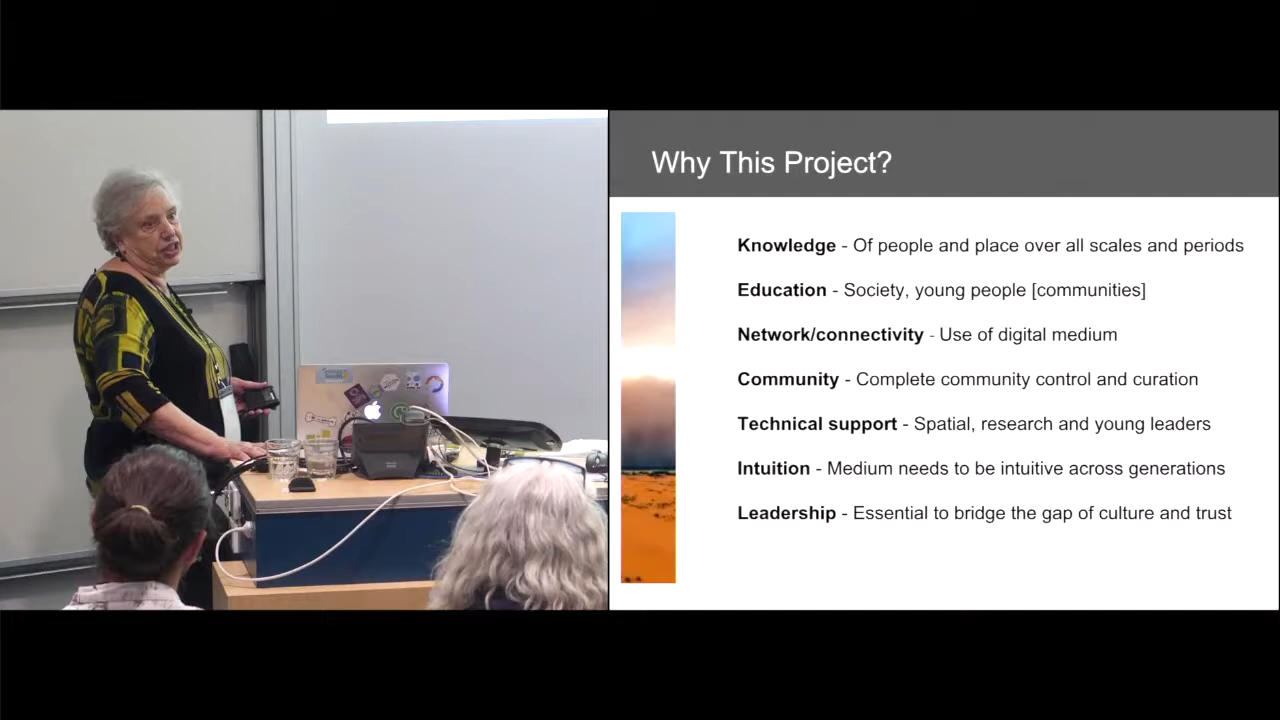 Why This Project?
Knowledge - Of people and place over all scales and periods
Education - Society, young people [communities]
Network/connectivity - Use of digital medium
Community - Complete community control and curation
Technical support - Spatial, research and young leaders
Intuition - Medium needs to be intuitive across generations
Leadership - Essential to bridge the gap of culture and trust